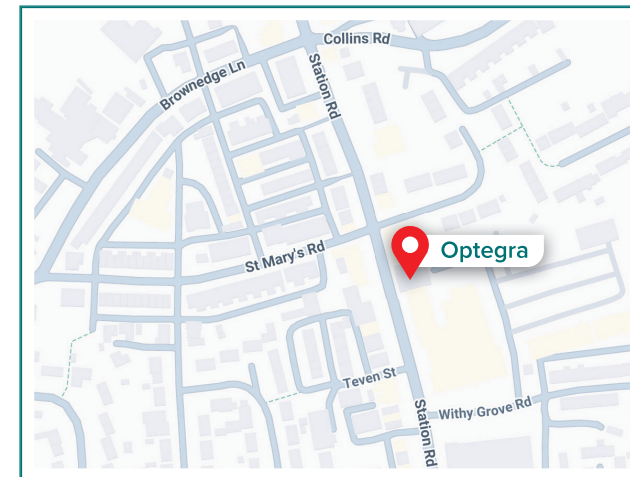 Collins Rd
Brownedge Ln
Station Rd
St Mary's Rd
Optegra
Teven St
Station Rd
Withy Grove Rd